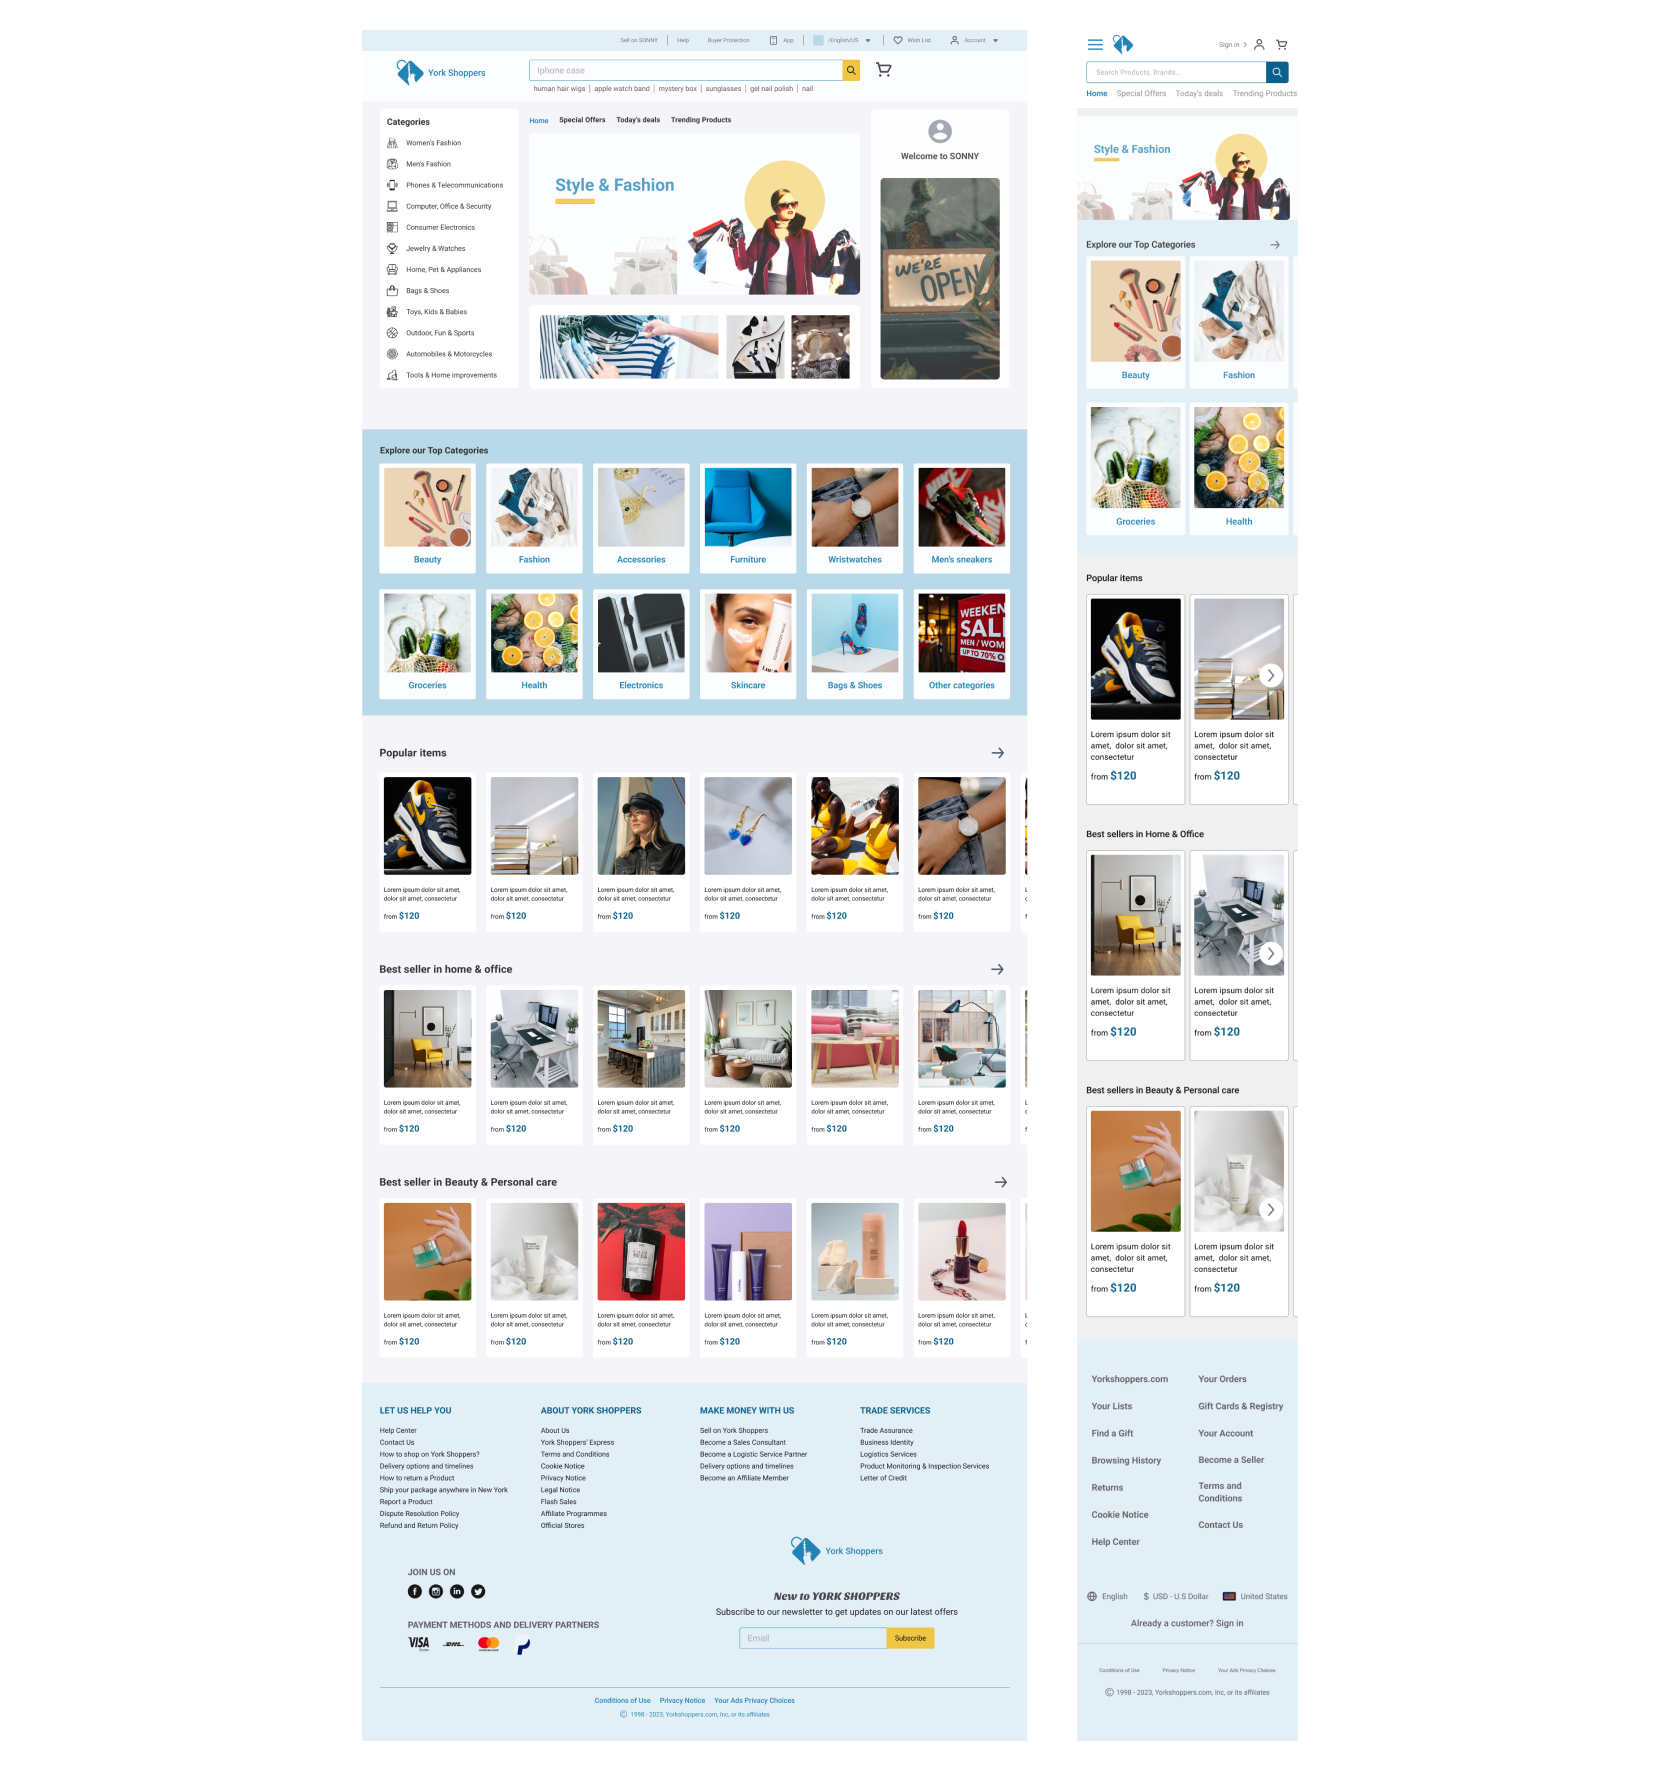 Sell on SONNY
Help
Buyer Protection
App
/English/US
Wish List
Account
York Shoppers
Iphone case
human hair wigs | apple watch band | mystery box | sunglasses | gel nail polish | nail
Categories
Women's Fashion
Men's Fashion
Phones & Telecommunications
Computer, Office & Security
Consumer Electronics
Jewelry & Watches
Home, Pet & Appliances
Bags & Shoes
Toys, Kids & Babies
Outdoor, Fun & Sports
Automobiles & Motorcycles
Tools & Home improvements
Home
Special Offers
Today's deals
Trending Products
Style & Fashion
Welcome to SONNY
WE'RE
OPEN
Explore our Top Categories
Beauty
Fashion
Accessories
Furniture
Wristwatches
Men's sneakers
WEEKEN
SAL
MEN / WOM
UP TO 70% O
Groceries
Health
Electronics
Skincare
Bags & Shoes
Other categories
Popular items
Lorem ipsum dolor sit amet,
dolor sit amet, consectetur
from $120
Lorem ipsum dolor sit amet,
dolor sit amet, consectetur
from $120
Lorem ipsum dolor sit amet,
dolor sit amet, consectetur
from $120
Lorem ipsum dolor sit amet,
dolor sit amet, consectetur
from $120
Lorem ipsum dolor sit amet,
dolor sit amet, consectetur
from $120
Lorem ipsum dolor sit amet,
dolor sit amet, consectetur
from $120
Best seller in home & office
Lorem ipsum dolor sit amet,
dolor sit amet, consectetur
from $120
Lorem ipsum dolor sit amet,
dolor sit amet, consectetur
from $120
Lorem ipsum dolor sit amet,
dolor sit amet, consectetur
from $120
Lorem ipsum dolor sit amet,
dolor sit amet, consectetur
from $120
Lorem ipsum dolor sit amet,
dolor sit amet, consectetur
from $120
Lorem ipsum dolor sit amet,
dolor sit amet, consectetur
from $120
Best seller in Beauty & Personal care
Lorem ipsum dolor sit amet,
dolor sit amet, consectetur
from $120
Lorem ipsum dolor sit amet,
dolor sit amet, consectetur
from $120
Lorem ipsum dolor sit amet,
dolor sit amet, consectetur
from $120
Lorem ipsum dolor sit amet,
dolor sit amet, consectetur
from $120
Lorem ipsum dolor sit amet,
dolor sit amet, consectetur
from $120
Lorem ipsum dolor sit amet,
dolor sit amet, consectetur
from $120
LET US HELP YOU
Help Center
Contact Us
How to shop on York Shoppers?
Delivery options and timelines
How to return a Product
Ship your package anywhere in New York
Report a Product
Dispute Resolution Policy
Refund and Return Policy
ABOUT YORK SHOPPERS
About Us
York Shoppers' Express
Terms and Conditions
Cookie Notice
Privacy Notice
Legal Notice
Flash Sales
Affiliate Programmes
Official Stores
MAKE MONEY WITH US
Sell on York Shoppers
Become a Sales Consultant
Become a Logistic Service Partner
Delivery options and timelines
Become an Affiliate Member
TRADE SERVICES
Trade Assurance
Business Identity
Logistics Services
Product Monitoring & Inspection Services
Letter of Credit
York Shoppers
JOIN US ON
PAYMENT METHODS AND DELIVERY PARTNERS
VISA
DHL
New to YORK SHOPPERS
Subscribe to our newsletter to get updates on our latest offers
Email
Subscribe
Conditions of Use
Privacy Notice
Your Ads Privacy Choices
© 1998 - 2023, Yorkshoppers.com, Inc, or its affiliates
Sign in
Search Products, Brands...
Home
Special Offers
Today's deals
Trending Products
Style & Fashion
Explore our Top Categories
Beauty
Fashion
Groceries
Health
Popular items
Lorem ipsum dolor sit
amet, dolor sit amet,
consectetur
from $120
Lorem ipsum dolor sit
amet, dolor sit amet,
consectetur
from $120
Best sellers in Home & Office
Lorem ipsum dolor sit
amet, dolor sit amet,
consectetur
from $120
Lorem ipsum dolor sit
amet, dolor sit amet,
consectetur
from $120
Best sellers in Beauty & Personal care
Lorem ipsum dolor sit
amet, dolor sit amet,
consectetur
from $120
Lorem ipsum dolor sit
amet, dolor sit amet,
consectetur
from $120
Yorkshoppers.com
Your Lists
Find a Gift
Browsing History
Returns
Cookie Notice
Help Center
Your Orders
Gift Cards & Registry
Your Account
Become a Seller
Terms and
Conditions
Contact Us
English
$ USD - U.S Dollar
United States
Already a customer? Sign in
Conditions of Use
Privacy Notice
Your Ads Privacy Choices
© 1998 - 2023, Yorkshoppers.com, Inc, or its affiliates